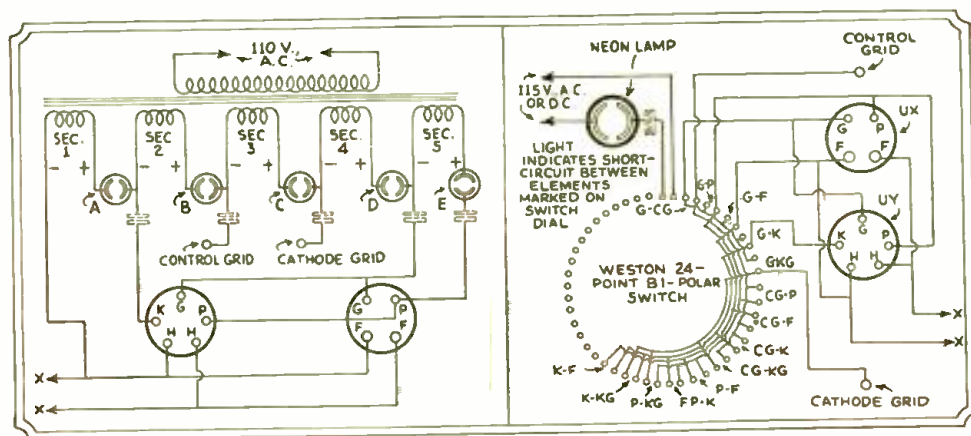 110 V.,
A.C.
SEC. 1
SEC. 2
SEC 3
SEC. 4
SEC. 5
- +
- +
- +
- +
- +
A
B
C
D
E
CONTROL GRID
CATHODE GRID
K G P
H H
G P
F F
X
X
NEON LAMP
CONTROL
GRID
115 V. A.C.
OR D C
LIGHT
INDICATES SHORT-
CIRCUIT BETWEEN
ELEMENTS
MARKED ON
SWITCH
DIAL
G P
F F
UX
UY
G
K P
H H
G-CG
G-P
G-F
G-K
GKG
CG-P
CG-F
CG-K
CG-KG
P-F
F P-K
P-KG
K-KG
K-F
WESTON 24-
POINT BI-POLAR
SWITCH
X
X
CATHODE GRID